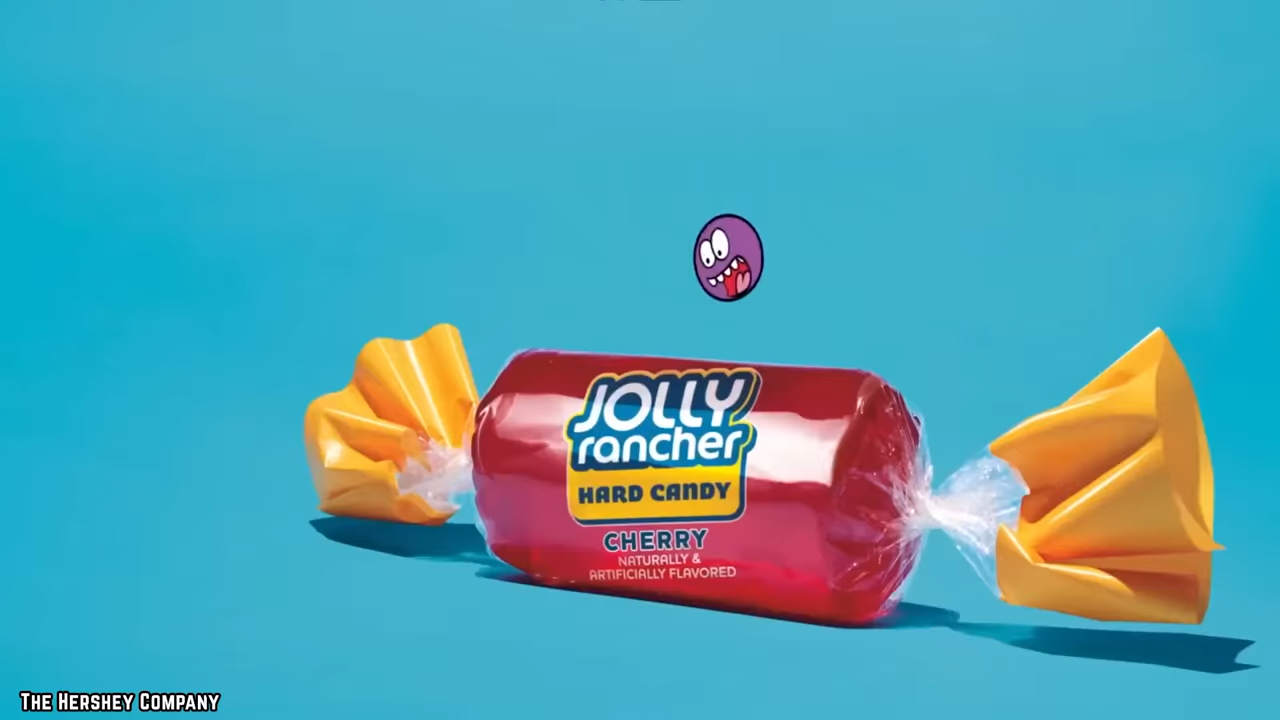 JOLLY
rancher
HARD CANDY
CHERRY
NATURALLY &
ARTIFICIALLY FLAVORED
THE HERSHEY COMPANY